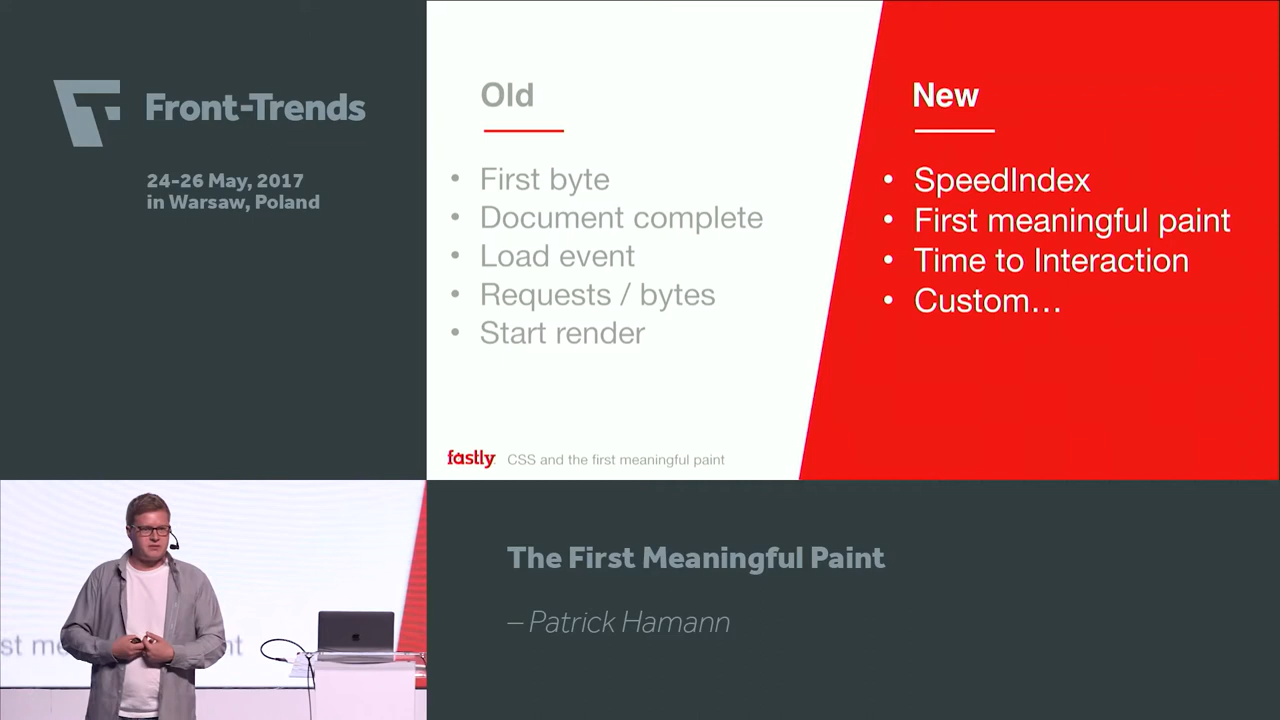 Front-Trends
24-26 May, 2017
in Warsaw, Poland
Old
• First byte
• Document complete
• Load event
• Requests / bytes
• Start render
New
• SpeedIndex
• First meaningful paint
• Time to Interaction
• Custom…
fastly CSS and the first meaningful paint
The First Meaningful Paint
– Patrick Hamann